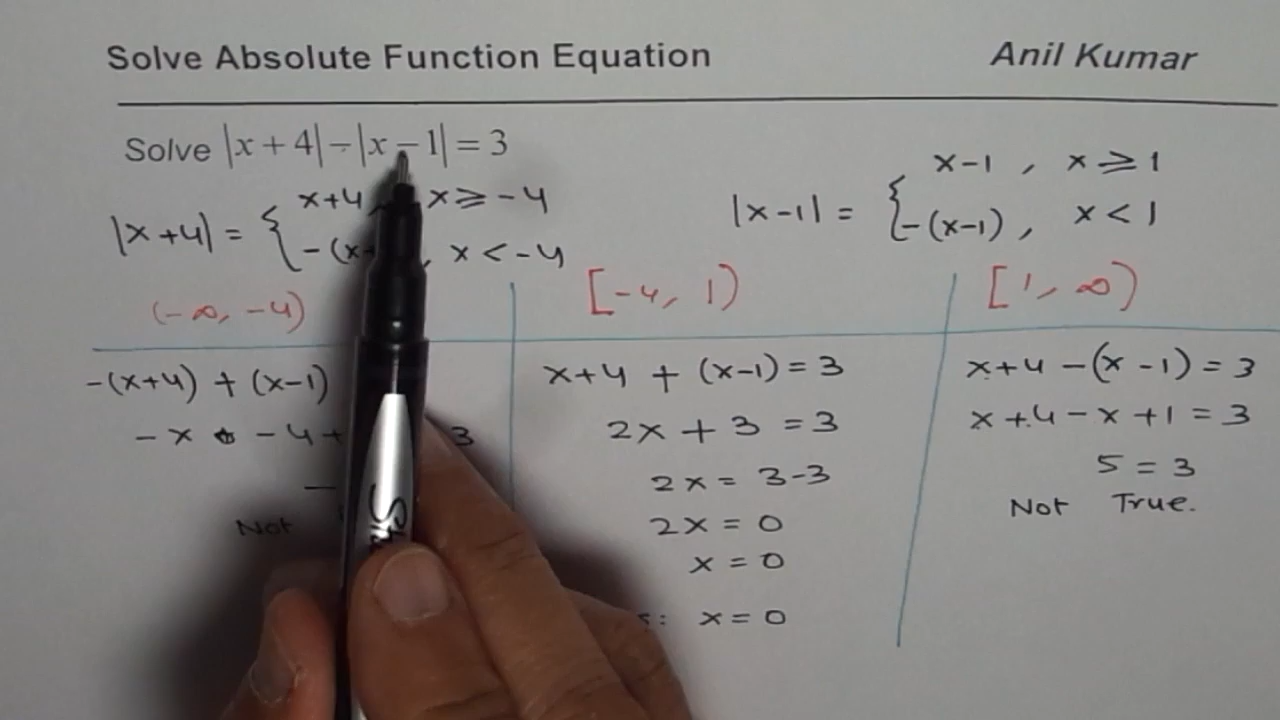 Solve Absolute Function Equation Anil Kumar
Solve |x + 4| − |x − 1| = 3
|x+4| = { x+4, x ≥ -4
-(x , x < -4
|x-1| = { x-1 , x ≥ 1
-(x-1) , x < 1
(-∞, -4)
-(x+4) + (x-1)
-x -4+ 3
−
Not
[-4, 1)
x+4 + (x-1) = 3
2x + 3 = 3
2x = 3-3
2x = 0
x = 0
: x = 0
[1, ∞)
x+4 -(x-1) = 3
x+4-x+1 = 3
5 = 3
Not True.